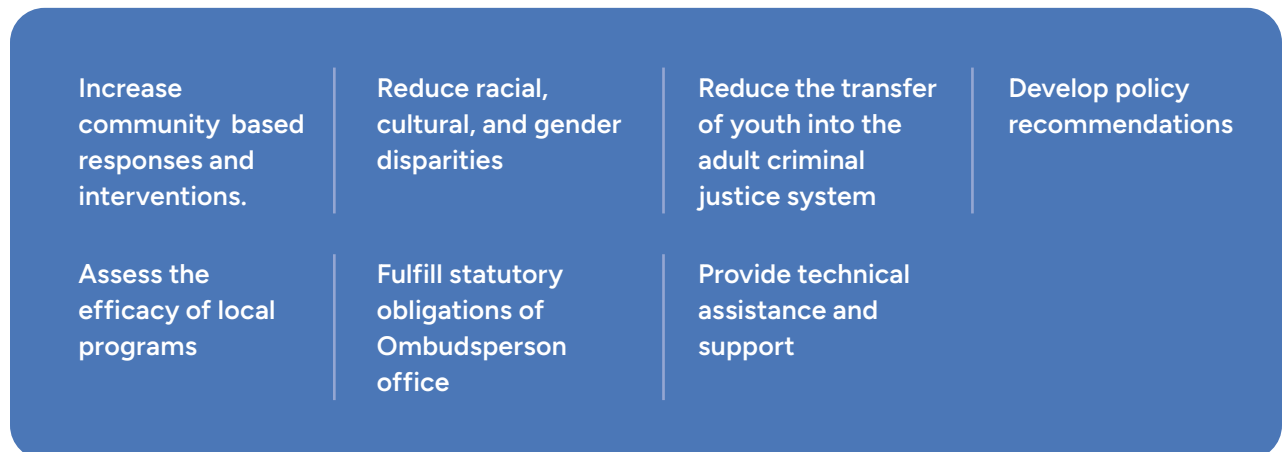 Increase
community  based
responses and
interventions.
Reduce racial,
cultural, and gender
disparities
Reduce the transfer
of youth into the
adult criminal
justice system
Develop policy
recommendations
Assess the
efficacy of local
programs
Fulfill statutory
obligations of
Ombudsperson
office
Provide technical
assistance and
support